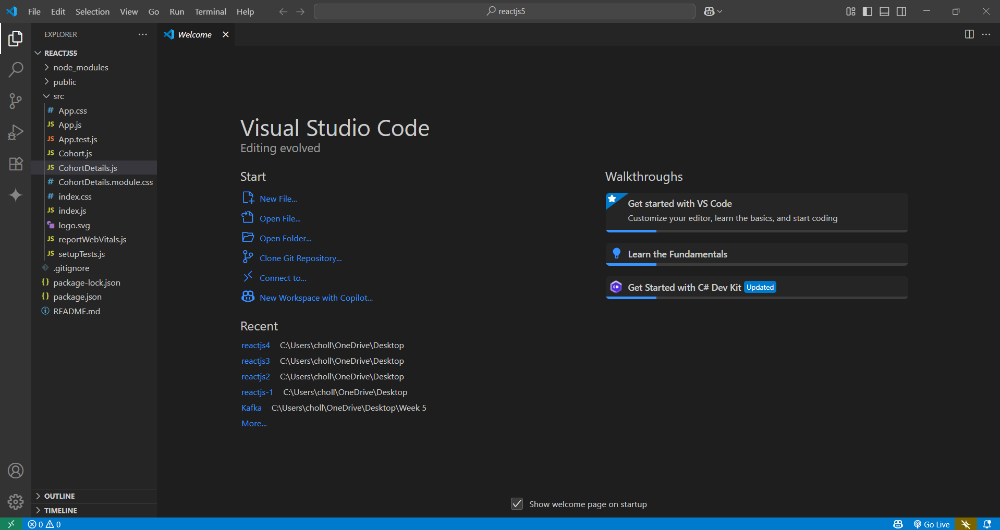 File Edit Selection View Go Run Terminal Help
reactjs5
EXPLORER
Welcome
REACTJS5
node_modules
public
src
# App.css
JS App.js
JS App.test.js
JS Cohort.js
JS CohortDetails.js
# CohortDetails.module.css
# index.css
JS index.js
logo.svg
JS reportWebVitals.js
JS setupTests.js
.gitignore
{} package-lock.json
{} package.json
README.md
OUTLINE
TIMELINE
Visual Studio Code
Editing evolved
Start
New File...
Open File...
Open Folder...
Clone Git Repository...
Connect to...
New Workspace with Copilot...
Recent
reactjs4 C:\Users\choll\OneDrive\Desktop
reactjs3 C:\Users\choll\OneDrive\Desktop
reactjs2 C:\Users\choll\OneDrive\Desktop
reactjs-1 C:\Users\choll\OneDrive\Desktop
Kafka C:\Users\choll\OneDrive\Desktop\Week 5
More...
Walkthroughs
Get started with VS Code
Customize your editor, learn the basics, and start coding
Learn the Fundamentals
C# Get Started with C# Dev Kit Updated
Show welcome page on startup
0 0
Go Live